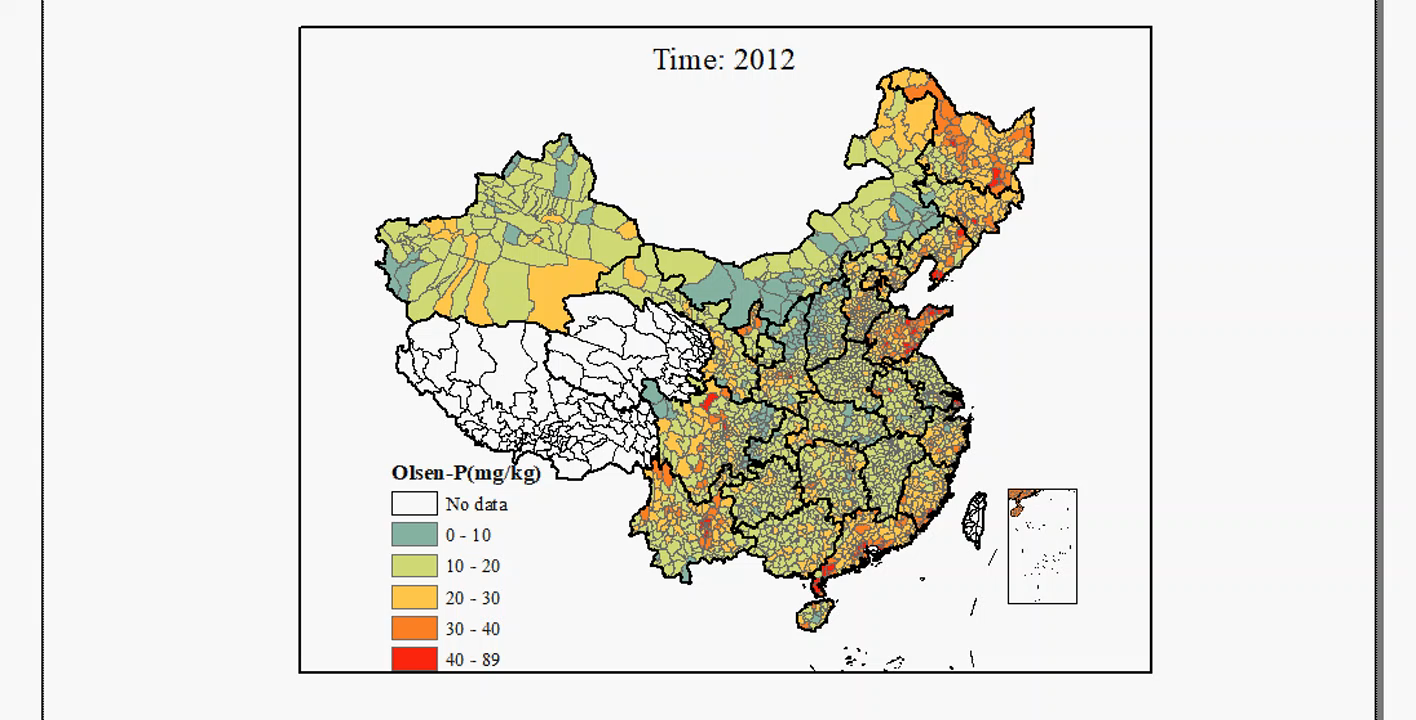 Time: 2012
Olsen-P(mg/kg)
No data
0 - 10
10 - 20
20 - 30
30 - 40
40 - 89